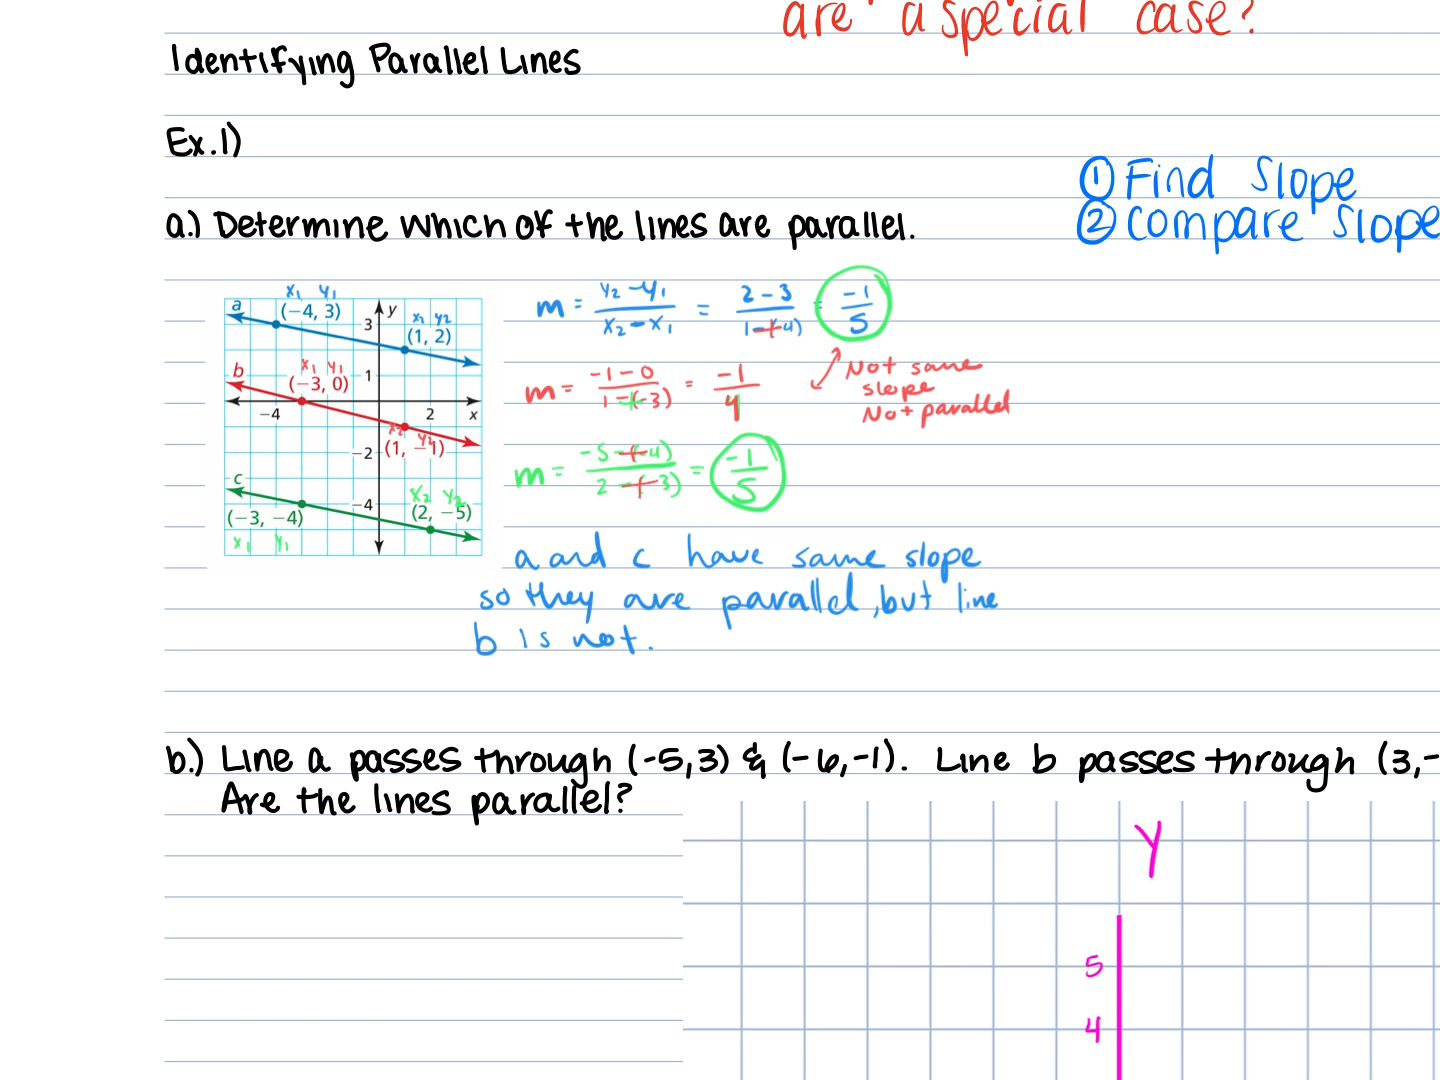 are a special case?
Identifying Parallel Lines
Ex.1)
① Find Slope
② Compare Slope
a.) Determine which of the lines are parallel.
a
x₁ y₁
(−4, 3)
y
3
x₂ y₂
(1, 2)
b
x₁ y₁
(−3, 0)
1
−4
2
x
x₂ y₂
−2
(1, −1)
c
−4
x₂ y₂
(−3, −4)
(2, −5)
x₁ y₁
m = (y₂ − y₁)/(x₂ − x₁) = (2 − 3)/(1 − (−4)) = −1/5
m = (−1 − 0)/(1 − (−3)) = −1/4
Not same
slope
Not parallel
m = (−5 − (−4))/(2 − (−3)) = −1/5
a and c have same slope
so they are parallel, but line
b is not.
b.) Line a passes through (-5,3) & (-6,-1). Line b passes through (3,-
Are the lines parallel?
Y
5
4